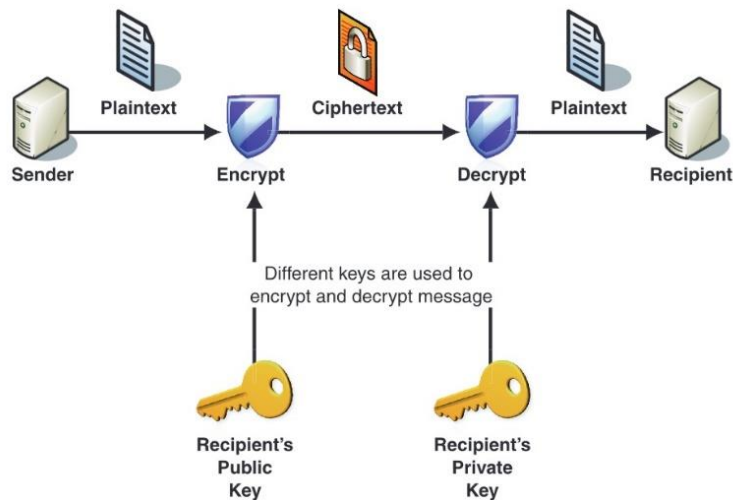 Plaintext
Ciphertext
Plaintext
Sender
Encrypt
Decrypt
Recipient
Different keys are used to
encrypt and decrypt message
Recipient's
Public
Key
Recipient's
Private
Key